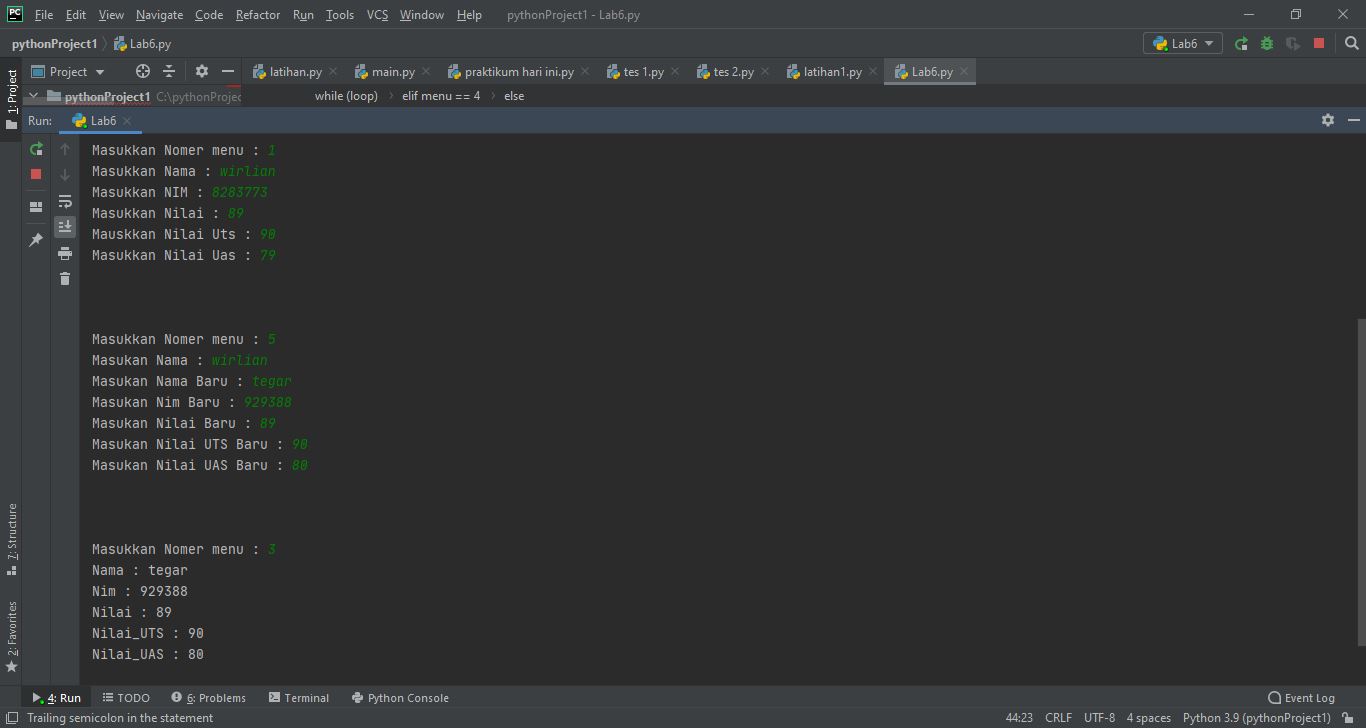 PC File Edit View Navigate Code Refactor Run Tools VCS Window Help pythonProject1 - Lab6.py
pythonProject1 Lab6.py Lab6
1: Project
Project latihan.py main.py praktikum hari ini.py tes 1.py tes 2.py latihan1.py Lab6.py
pythonProject1 C:\pythonProjec while (loop) elif menu == 4 else
Run: Lab6
Masukkan Nomer menu : 1
Masukkan Nama : wirlian
Masukkan NIM : 8283773
Masukkan Nilai : 89
Mauskkan Nilai Uts : 90
Masukkan Nilai Uas : 79
Masukkan Nomer menu : 5
Masukan Nama : wirlian
Masukan Nama Baru : tegar
Masukan Nim Baru : 929388
Masukan Nilai Baru : 89
Masukan Nilai UTS Baru : 90
Masukan Nilai UAS Baru : 80
Masukkan Nomer menu : 3
Nama : tegar
Nim : 929388
Nilai : 89
Nilai_UTS : 90
Nilai_UAS : 80
7: Structure
2: Favorites
4: Run TODO 6: Problems Terminal Python Console Event Log
Trailing semicolon in the statement 44:23 CRLF UTF-8 4 spaces Python 3.9 (pythonProject1)